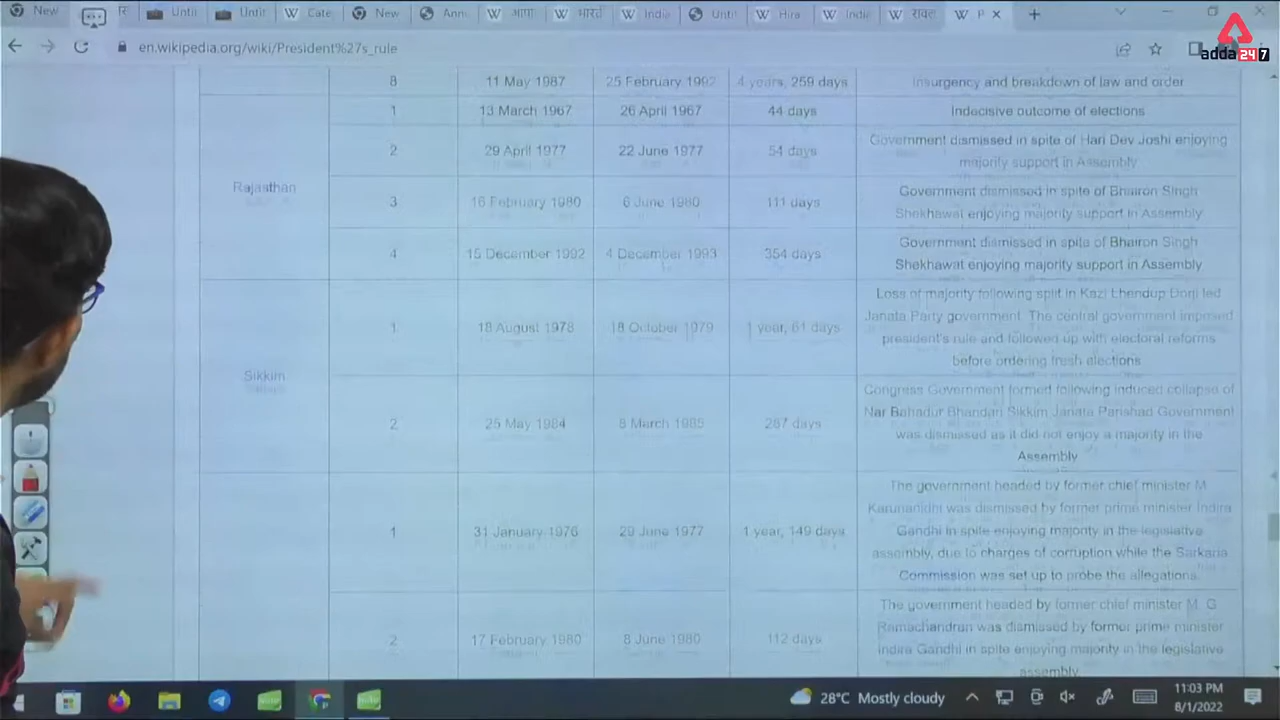 New
Unti
Unti
Cate
New
Ann
आपा
भारत
India
Unti
Hira
Indi
रावत
P
en.wikipedia.org/wiki/President%27s_rule
adda 24 7
8 11 May 1987 25 February 1992 4 years, 259 days Insurgency and breakdown of law and order
Rajasthan
1 13 March 1967 26 April 1967 44 days Indecisive outcome of elections
2 29 April 1977 22 June 1977 54 days Government dismissed in spite of Hari Dev Joshi enjoying
majority support in Assembly
3 16 February 1980 6 June 1980 111 days Government dismissed in spite of Bhairon Singh
Shekhawat enjoying majority support in Assembly
4 15 December 1992 4 December 1993 354 days Government dismissed in spite of Bhairon Singh
Shekhawat enjoying majority support in Assembly
Sikkim
1 18 August 1978 18 October 1979 1 year, 61 days Loss of majority following split in Kazi Lhendup Dorji led
Janata Party government. The central government imposed
president's rule and followed up with electoral reforms
before ordering fresh elections
2 25 May 1984 8 March 1985 287 days Congress Government formed following induced collapse of
Nar Bahadur Bhandari Sikkim Janata Parishad Government
was dismissed as it did not enjoy a majority in the
Assembly
1 31 January 1976 29 June 1977 1 year, 149 days The government headed by former chief minister M
Karunanidhi was dismissed by former prime minister Indira
Gandhi in spite enjoying majority in the legislative
assembly, due to charges of corruption while the Sarkaria
Commission was set up to probe the allegations.
2 17 February 1980 8 June 1980 112 days The government headed by former chief minister M. G.
Ramachandran was dismissed by former prime minister
Indira Gandhi in spite enjoying majority in the legislative
assembly
28°C Mostly cloudy
11:03 PM
8/1/2022